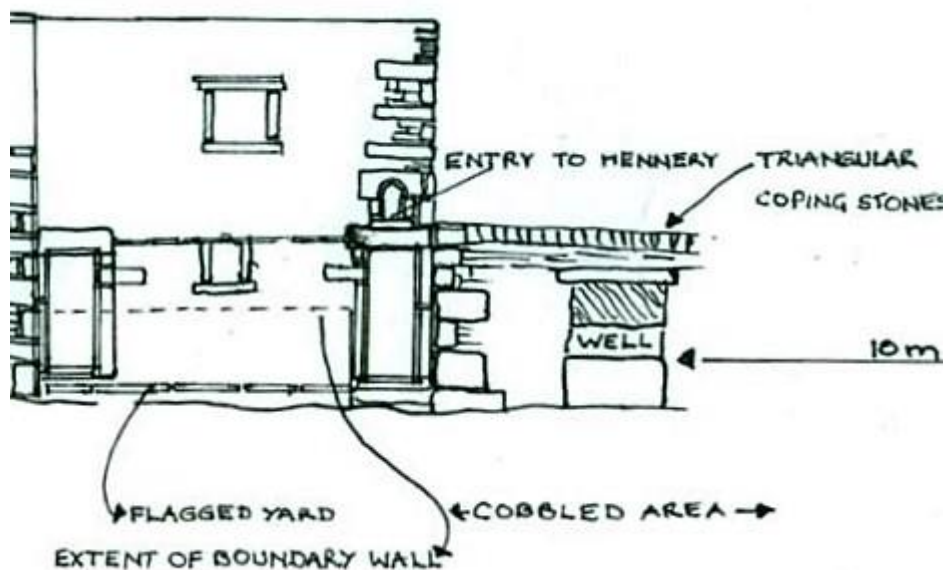 ENTRY TO HENNERY
TRIANGULAR
COPING STONES
WELL
10m
FLAGGED YARD
COBBLED AREA
EXTENT OF BOUNDARY WALL